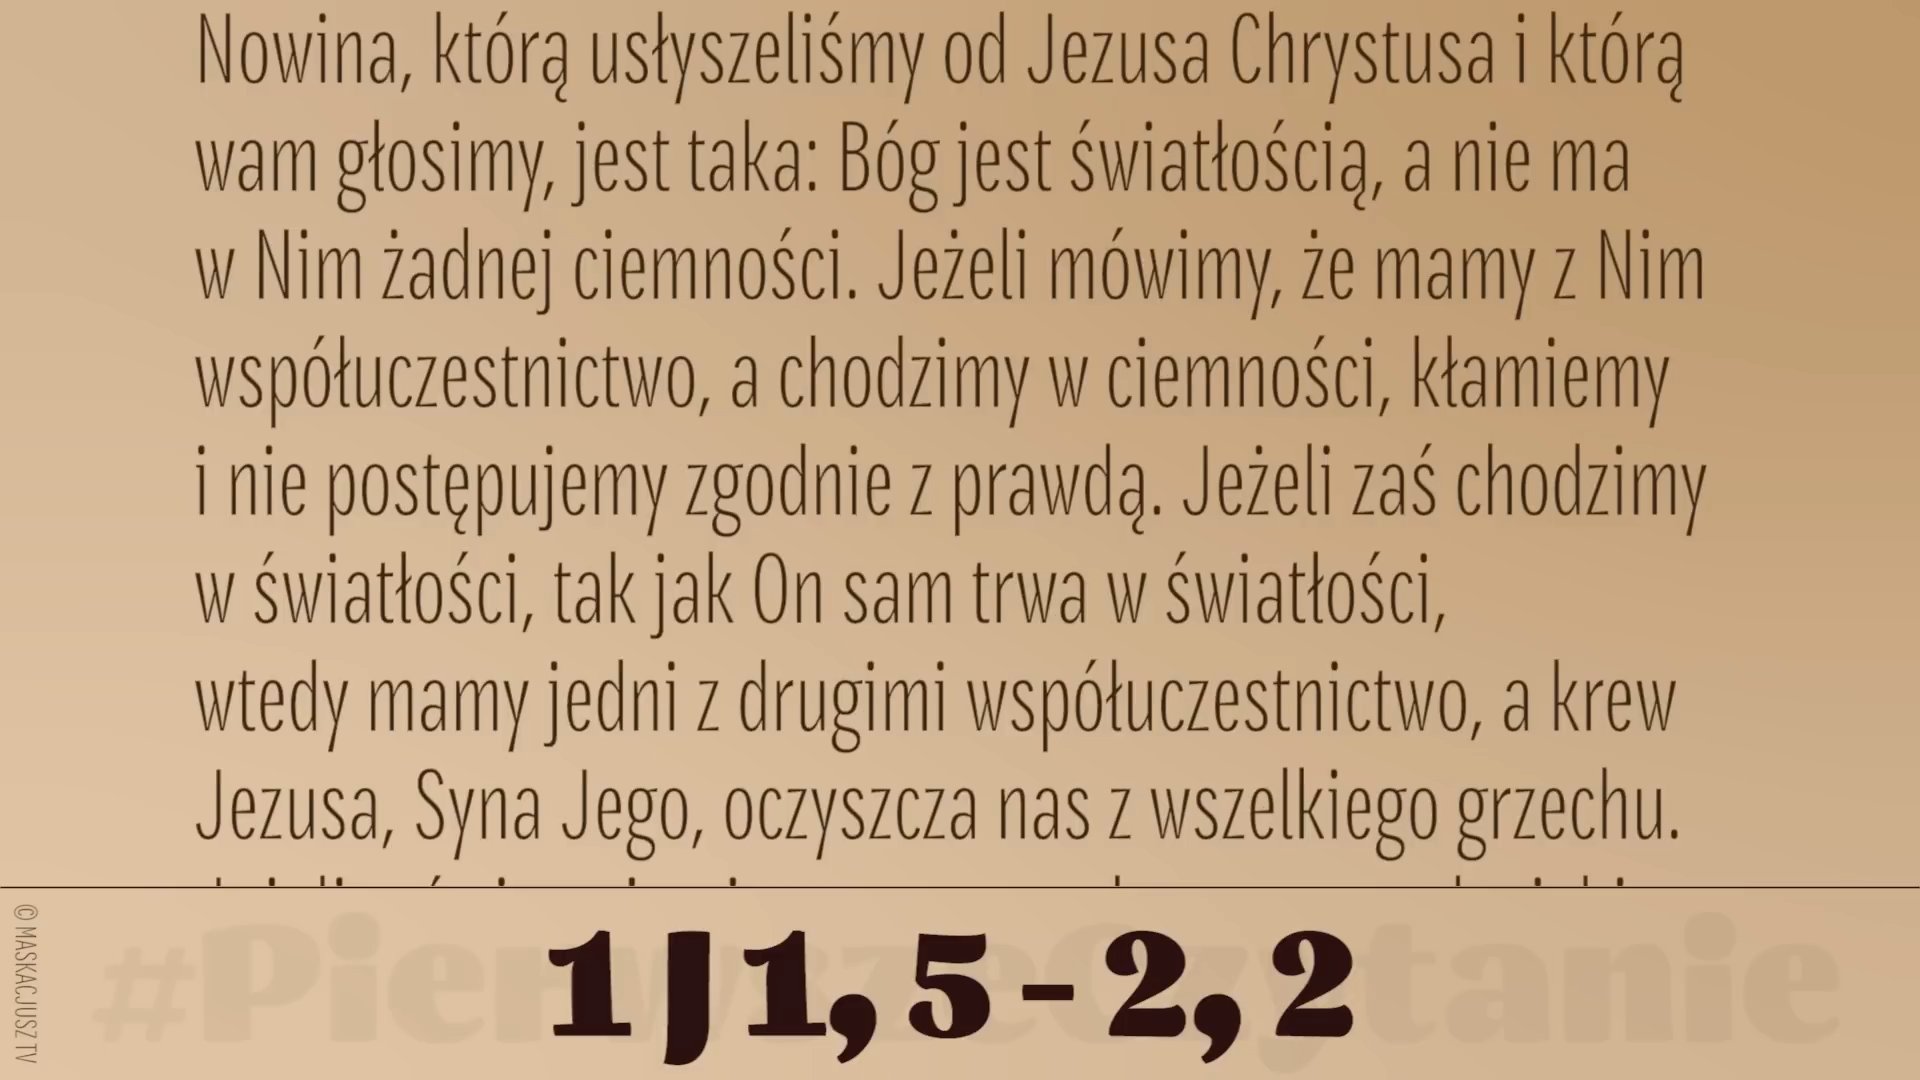 Nowina, którą usłyszeliśmy od Jezusa Chrystusa i którą
wam głosimy, jest taka: Bóg jest światłością, a nie ma
w Nim żadnej ciemności. Jeżeli mówimy, że mamy z Nim
współuczestnictwo, a chodzimy w ciemności, kłamiemy
i nie postępujemy zgodnie z prawdą. Jeżeli zaś chodzimy
w światłości, tak jak On sam trwa w światłości,
wtedy mamy jedni z drugimi współuczestnictwo, a krew
Jezusa, Syna Jego, oczyszcza nas z wszelkiego grzechu.
#PierwszeCzytanie
1 J 1, 5 - 2, 2
© MASKACJUSZ TV